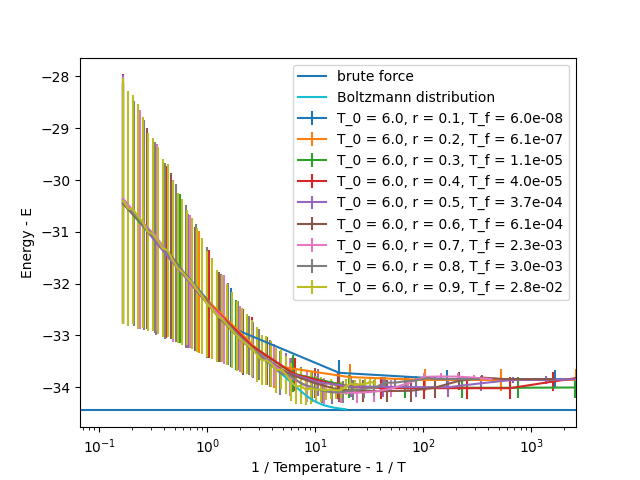 −28
−29
−30
−31
−32
−33
−34
Energy - E
brute force
Boltzmann distribution
T_0 = 6.0, r = 0.1, T_f = 6.0e-08
T_0 = 6.0, r = 0.2, T_f = 6.1e-07
T_0 = 6.0, r = 0.3, T_f = 1.1e-05
T_0 = 6.0, r = 0.4, T_f = 4.0e-05
T_0 = 6.0, r = 0.5, T_f = 3.7e-04
T_0 = 6.0, r = 0.6, T_f = 6.1e-04
T_0 = 6.0, r = 0.7, T_f = 2.3e-03
T_0 = 6.0, r = 0.8, T_f = 3.0e-03
T_0 = 6.0, r = 0.9, T_f = 2.8e-02
10⁻¹ 10⁰ 10¹ 10² 10³
1 / Temperature - 1 / T